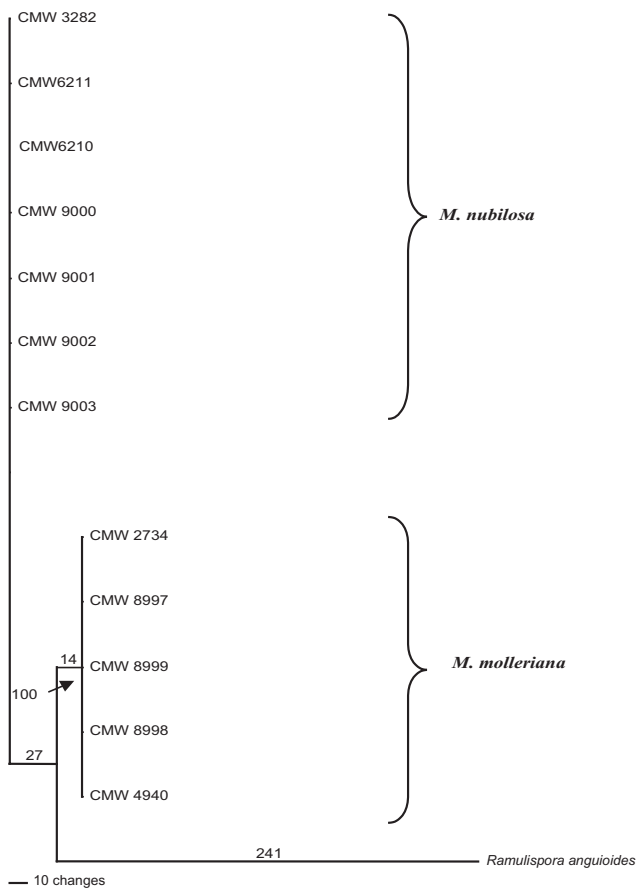 CMW 3282
CMW6211
CMW6210
CMW 9000
M. nubilosa
CMW 9001
CMW 9002
CMW 9003
CMW 2734
CMW 8997
14
CMW 8999
M. molleriana
100
CMW 8998
27
CMW 4940
241
Ramulispora anguioides
10 changes